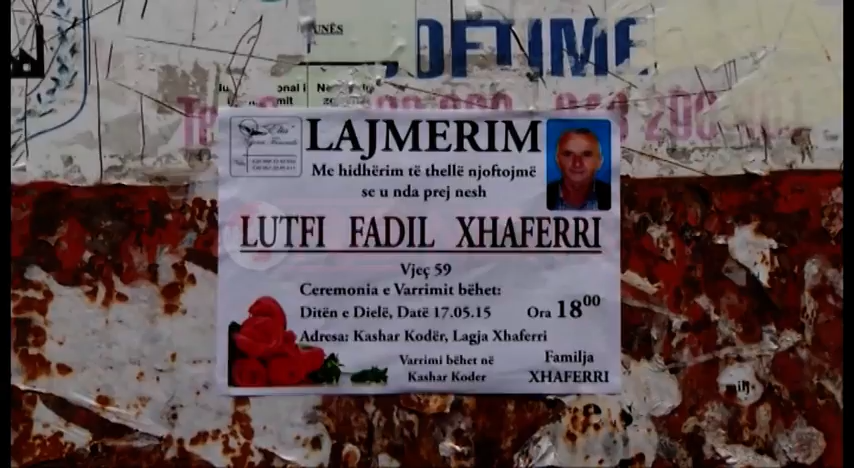 UNËS
OFTIME
LAJMERIM
Me hidhërim të thellë njoftojmë
se u nda prej nesh
LUTFI FADIL XHAFERRI
Vjeç 59
Ceremonia e Varrimit bëhet:
Ditën e Dielë, Datë 17.05.15 Ora 18⁰⁰
Adresa: Kashar Kodër, Lagja Xhaferri
Varrimi bëhet në
Kashar Koder
Familja
XHAFERRI